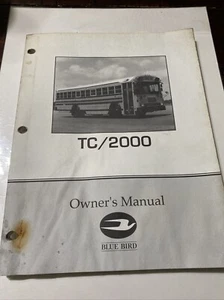 TC/2000
Owner's Manual
BLUE BIRD